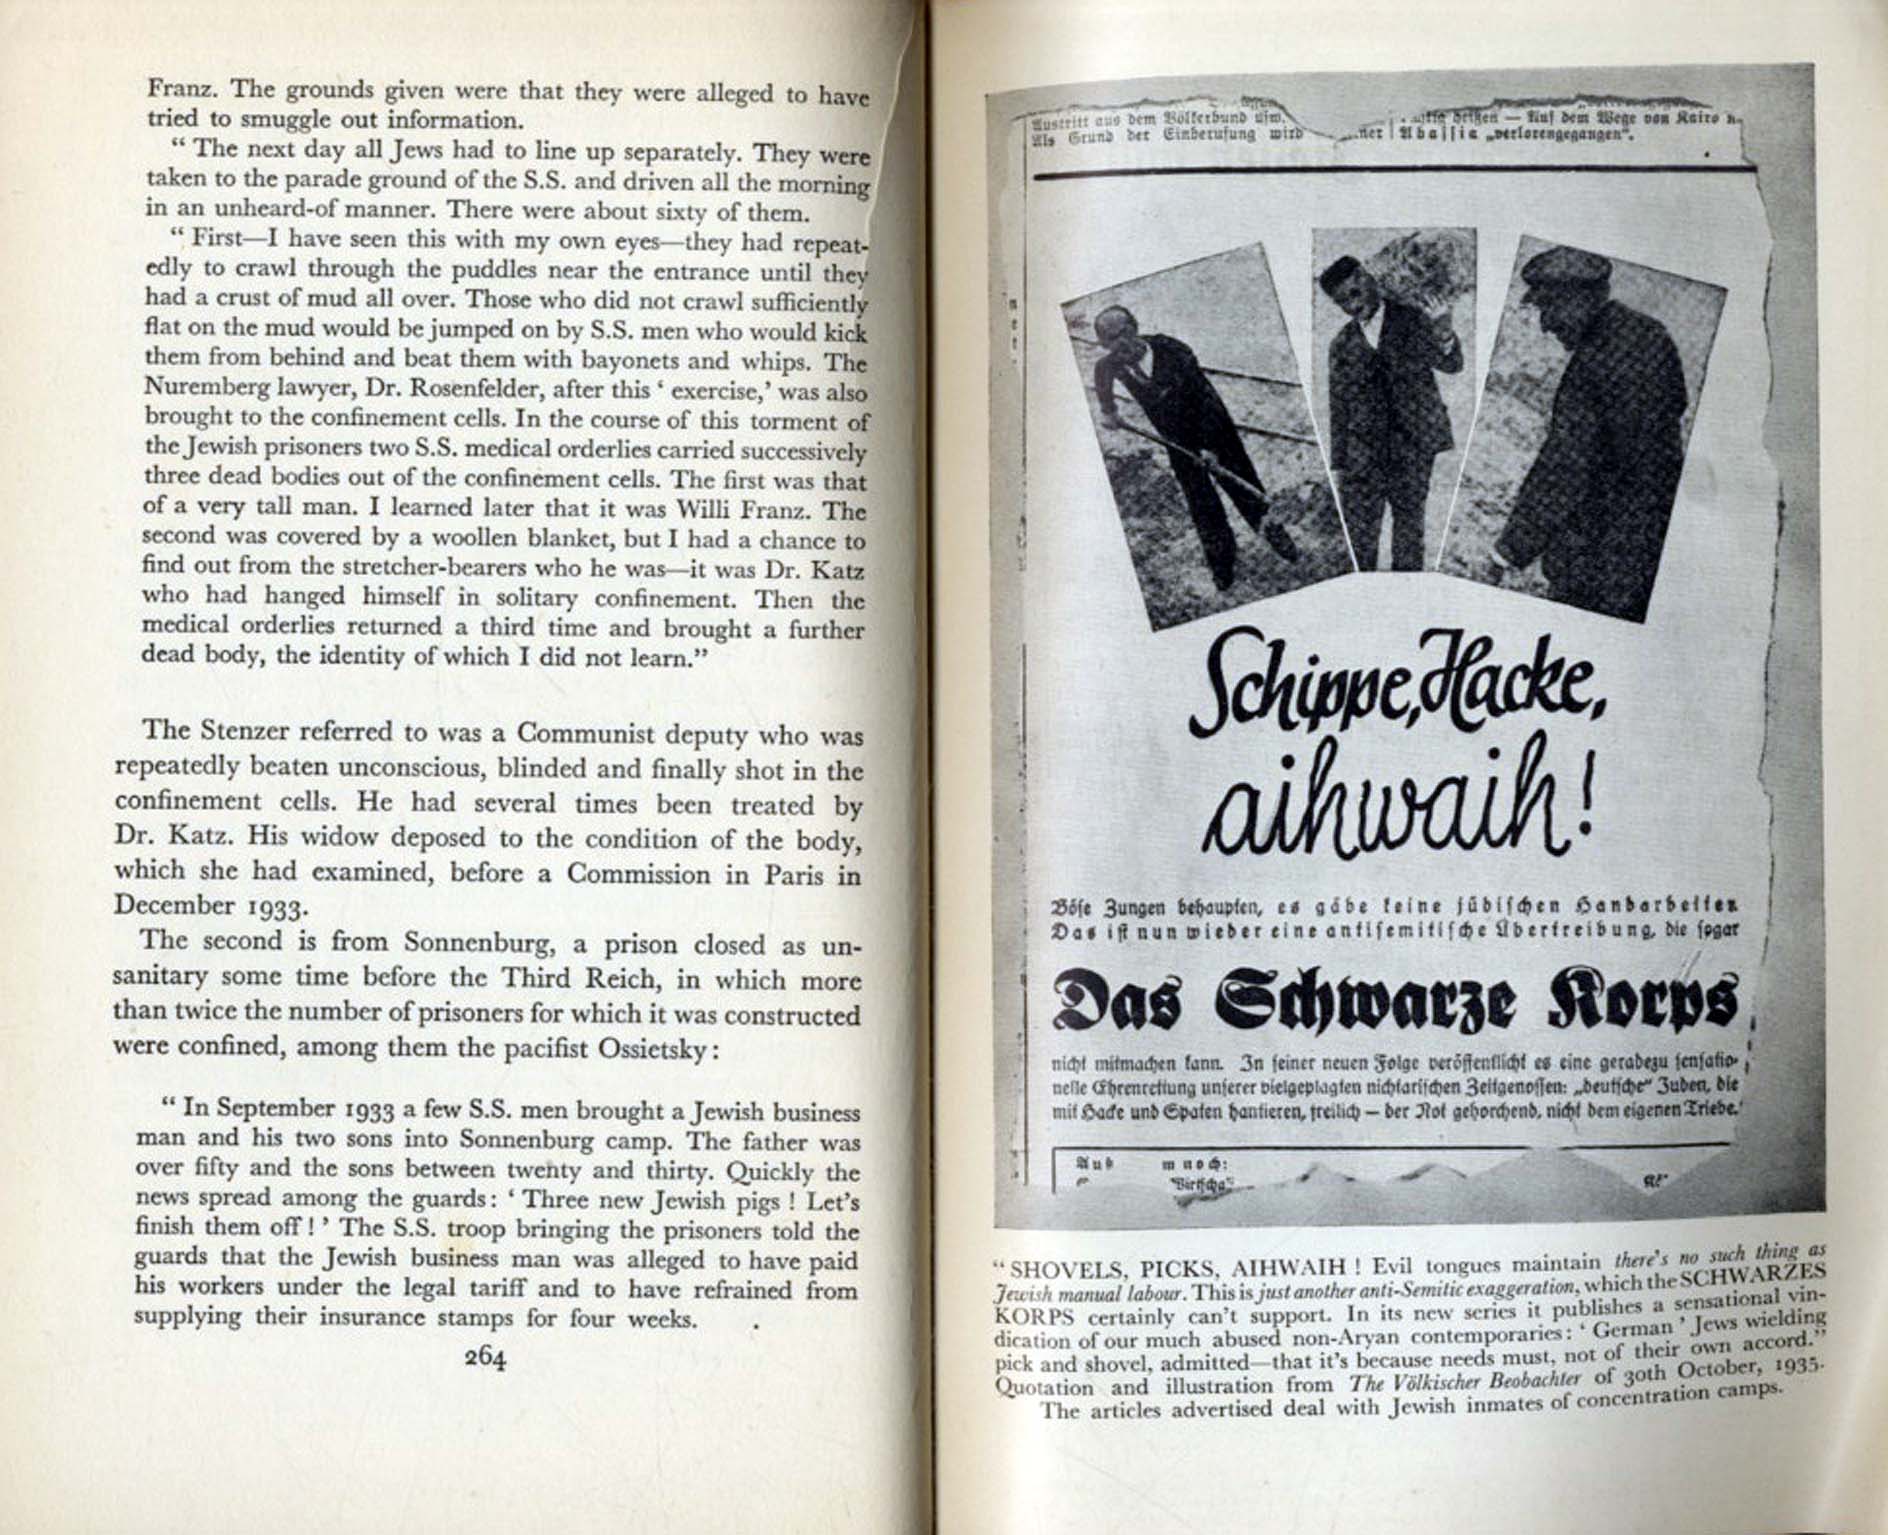 Franz. The grounds given were that they were alleged to have
tried to smuggle out information.
“ The next day all Jews had to line up separately. They were
taken to the parade ground of the S.S. and driven all the morning
in an unheard-of manner. There were about sixty of them.
“ First—I have seen this with my own eyes—they had repeat-
edly to crawl through the puddles near the entrance until they
had a crust of mud all over. Those who did not crawl sufficiently
flat on the mud would be jumped on by S.S. men who would kick
them from behind and beat them with bayonets and whips. The
Nuremberg lawyer, Dr. Rosenfelder, after this ‘ exercise,’ was also
brought to the confinement cells. In the course of this torment of
the Jewish prisoners two S.S. medical orderlies carried successively
three dead bodies out of the confinement cells. The first was that
of a very tall man. I learned later that it was Willi Franz. The
second was covered by a woollen blanket, but I had a chance to
find out from the stretcher-bearers who he was—it was Dr. Katz
who had hanged himself in solitary confinement. Then the
medical orderlies returned a third time and brought a further
dead body, the identity of which I did not learn.”
The Stenzer referred to was a Communist deputy who was
repeatedly beaten unconscious, blinded and finally shot in the
confinement cells. He had several times been treated by
Dr. Katz. His widow deposed to the condition of the body,
which she had examined, before a Commission in Paris in
December 1933.
The second is from Sonnenburg, a prison closed as un-
sanitary some time before the Third Reich, in which more
than twice the number of prisoners for which it was constructed
were confined, among them the pacifist Ossietsky :
“ In September 1933 a few S.S. men brought a Jewish business
man and his two sons into Sonnenburg camp. The father was
over fifty and the sons between twenty and thirty. Quickly the
news spread among the guards : ‘ Three new Jewish pigs ! Let’s
finish them off ! ’ The S.S. troop bringing the prisoners told the
guards that the Jewish business man was alleged to have paid
his workers under the legal tariff and to have refrained from
supplying their insurance stamps for four weeks.
264
Austritt aus dem Völkerbund usw.
Als Grund der Einberufung wird
heißen — Auf dem Wege von Kairo
Abassia „verlorengegangen“.
Schippe, Hacke,
aihwaih!
Böse Zungen behaupten, es gäbe keine jüdischen Handarbeiten
Das ist nun wieder eine antisemitische Übertreibung, die sogar
Das Schwarze Korps
nicht mitmachen kann. In seiner neuen Folge veröffentlicht es eine geradezu sensatio-
nelle Ehrenrettung unserer vielgeplagten nichtarischen Zeitgenossen: „deutsche“ Juden, die
mit Hacke und Spaten hantieren, freilich — der Not gehorchend, nicht dem eigenen Triebe.
noch:
“ SHOVELS, PICKS, AIHWAIH ! Evil tongues maintain there’s no such thing as
Jewish manual labour. This is just another anti-Semitic exaggeration, which the SCHWARZES
KORPS certainly can’t support. In its new series it publishes a sensational vin-
dication of our much abused non-Aryan contemporaries : ‘ German ’ Jews wielding
pick and shovel, admitted—that it’s because needs must, not of their own accord.”
Quotation and illustration from The Völkischer Beobachter of 30th October, 1935.
The articles advertised deal with Jewish inmates of concentration camps.